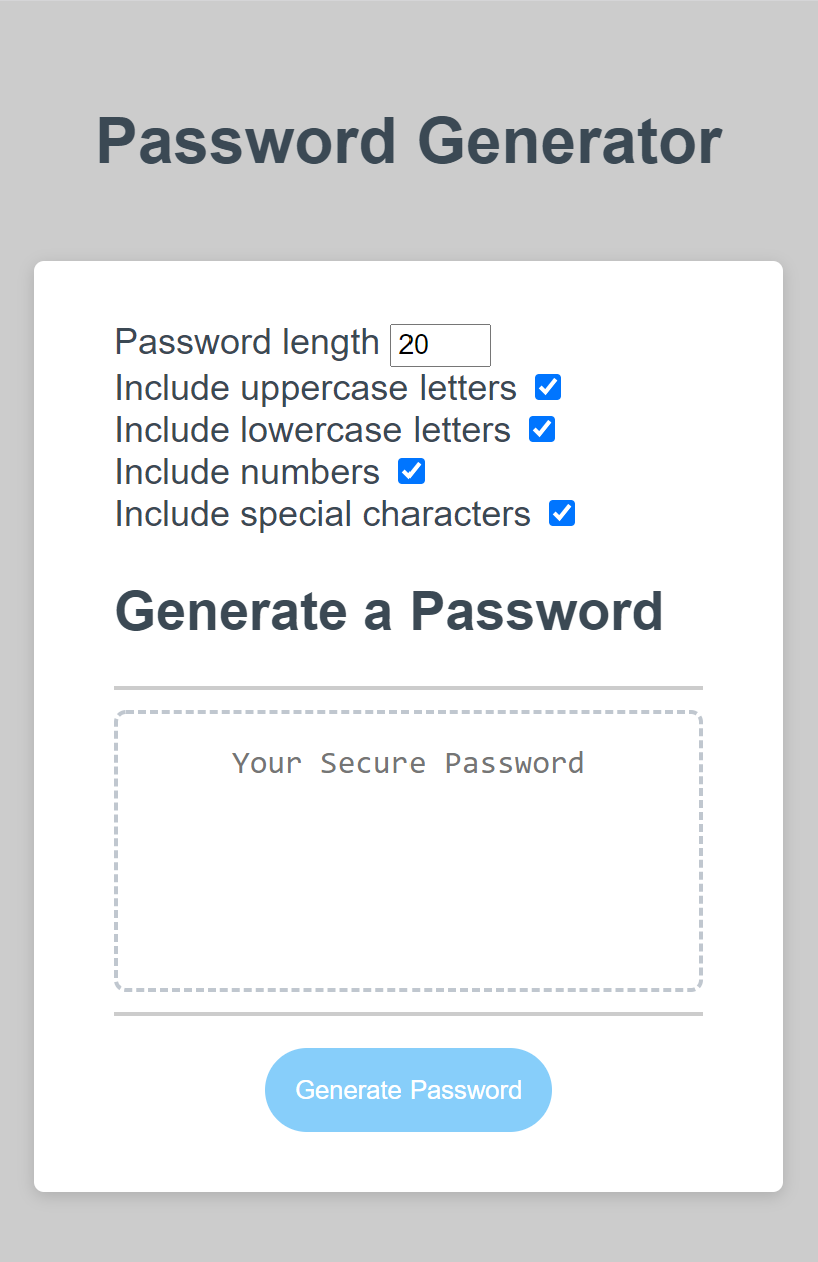 Password Generator
Password length 20
Include uppercase letters
Include lowercase letters
Include numbers
Include special characters
Generate a Password
Your Secure Password
Generate Password